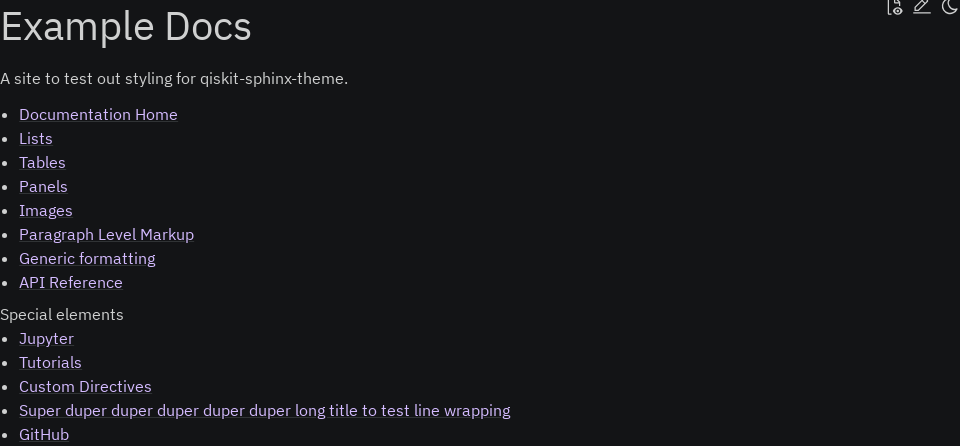 Example Docs
A site to test out styling for qiskit-sphinx-theme.
Documentation Home
Lists
Tables
Panels
Images
Paragraph Level Markup
Generic formatting
API Reference
Special elements
Jupyter
Tutorials
Custom Directives
Super duper duper duper duper duper long title to test line wrapping
GitHub